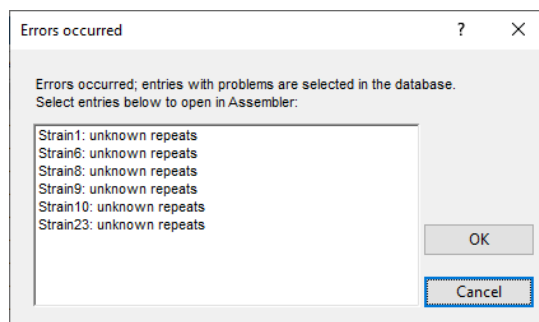 Errors occurred
?
Errors occurred; entries with problems are selected in the database.
Select entries below to open in Assembler:
Strain1: unknown repeats
Strain6: unknown repeats
Strain8: unknown repeats
Strain9: unknown repeats
Strain10: unknown repeats
Strain23: unknown repeats
OK
Cancel